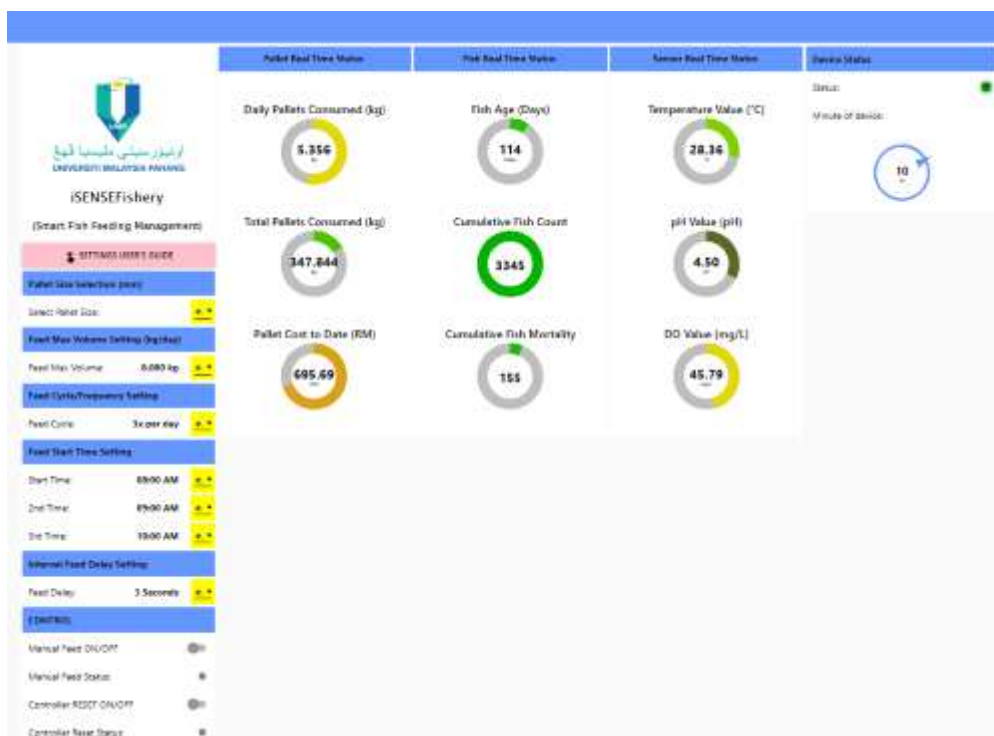 اونيۏرسيتي مليسيا ڤهڠ
UNIVERSITI MALAYSIA PAHANG
iSENSEFishery
(Smart Fish Feeding Management)
SETTINGS USER'S GUIDE
Pallet Size Selection (mm)
Select Pallet Size:
Feed Max Volume Setting (kg/day)
Feed Max Volume 8.000 kg
Feed Cycle/Frequency Setting
Feed Cycle 3x per day
Feed Start Time Setting
Start Time 08:00 AM
2nd Time: 09:00 AM
3rd Time: 10:00 AM
Internal Feed Delay Setting
Feed Delay 3 Seconds
CONTROL
Manual Feed ON/OFF
Manual Feed Status
Controller RESET ON/OFF
Controller Reset Status
Pallet Real Time Status
Daily Pallets Consumed (kg)
5.356
Total Pallets Consumed (kg)
347.844
Pallet Cost to Date (RM)
695.69
Fish Real Time Status
Fish Age (Days)
114
Cumulative Fish Count
3345
Cumulative Fish Mortality
155
Sensor Real Time Status
Temperature Value (°C)
28.36
pH Value (pH)
4.50
DO Value (mg/L)
45.79
Device Status
Status:
Minute of device:
10